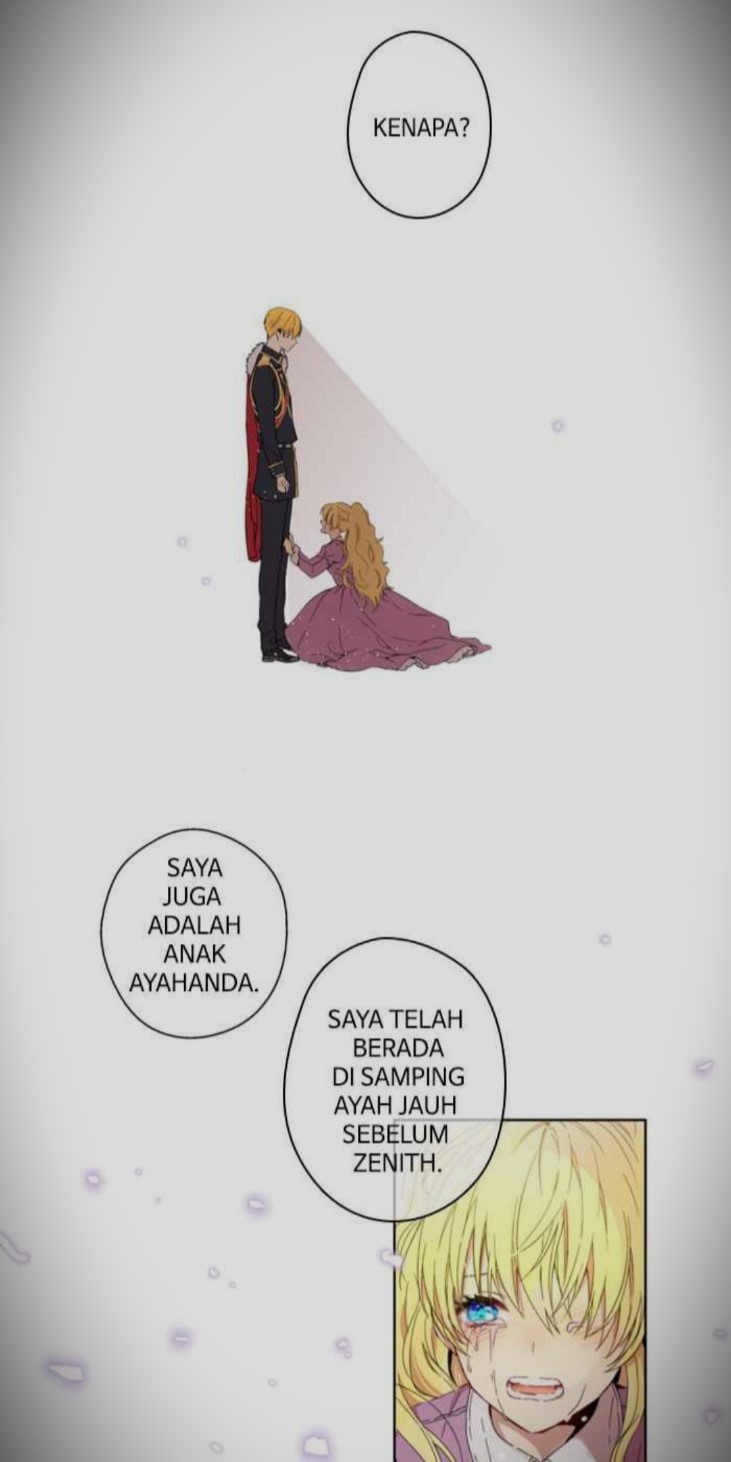 KENAPA?
SAYA
JUGA
ADALAH
ANAK
AYAHANDA.
SAYA TELAH
BERADA
DI SAMPING
AYAH JAUH
SEBELUM
ZENITH.